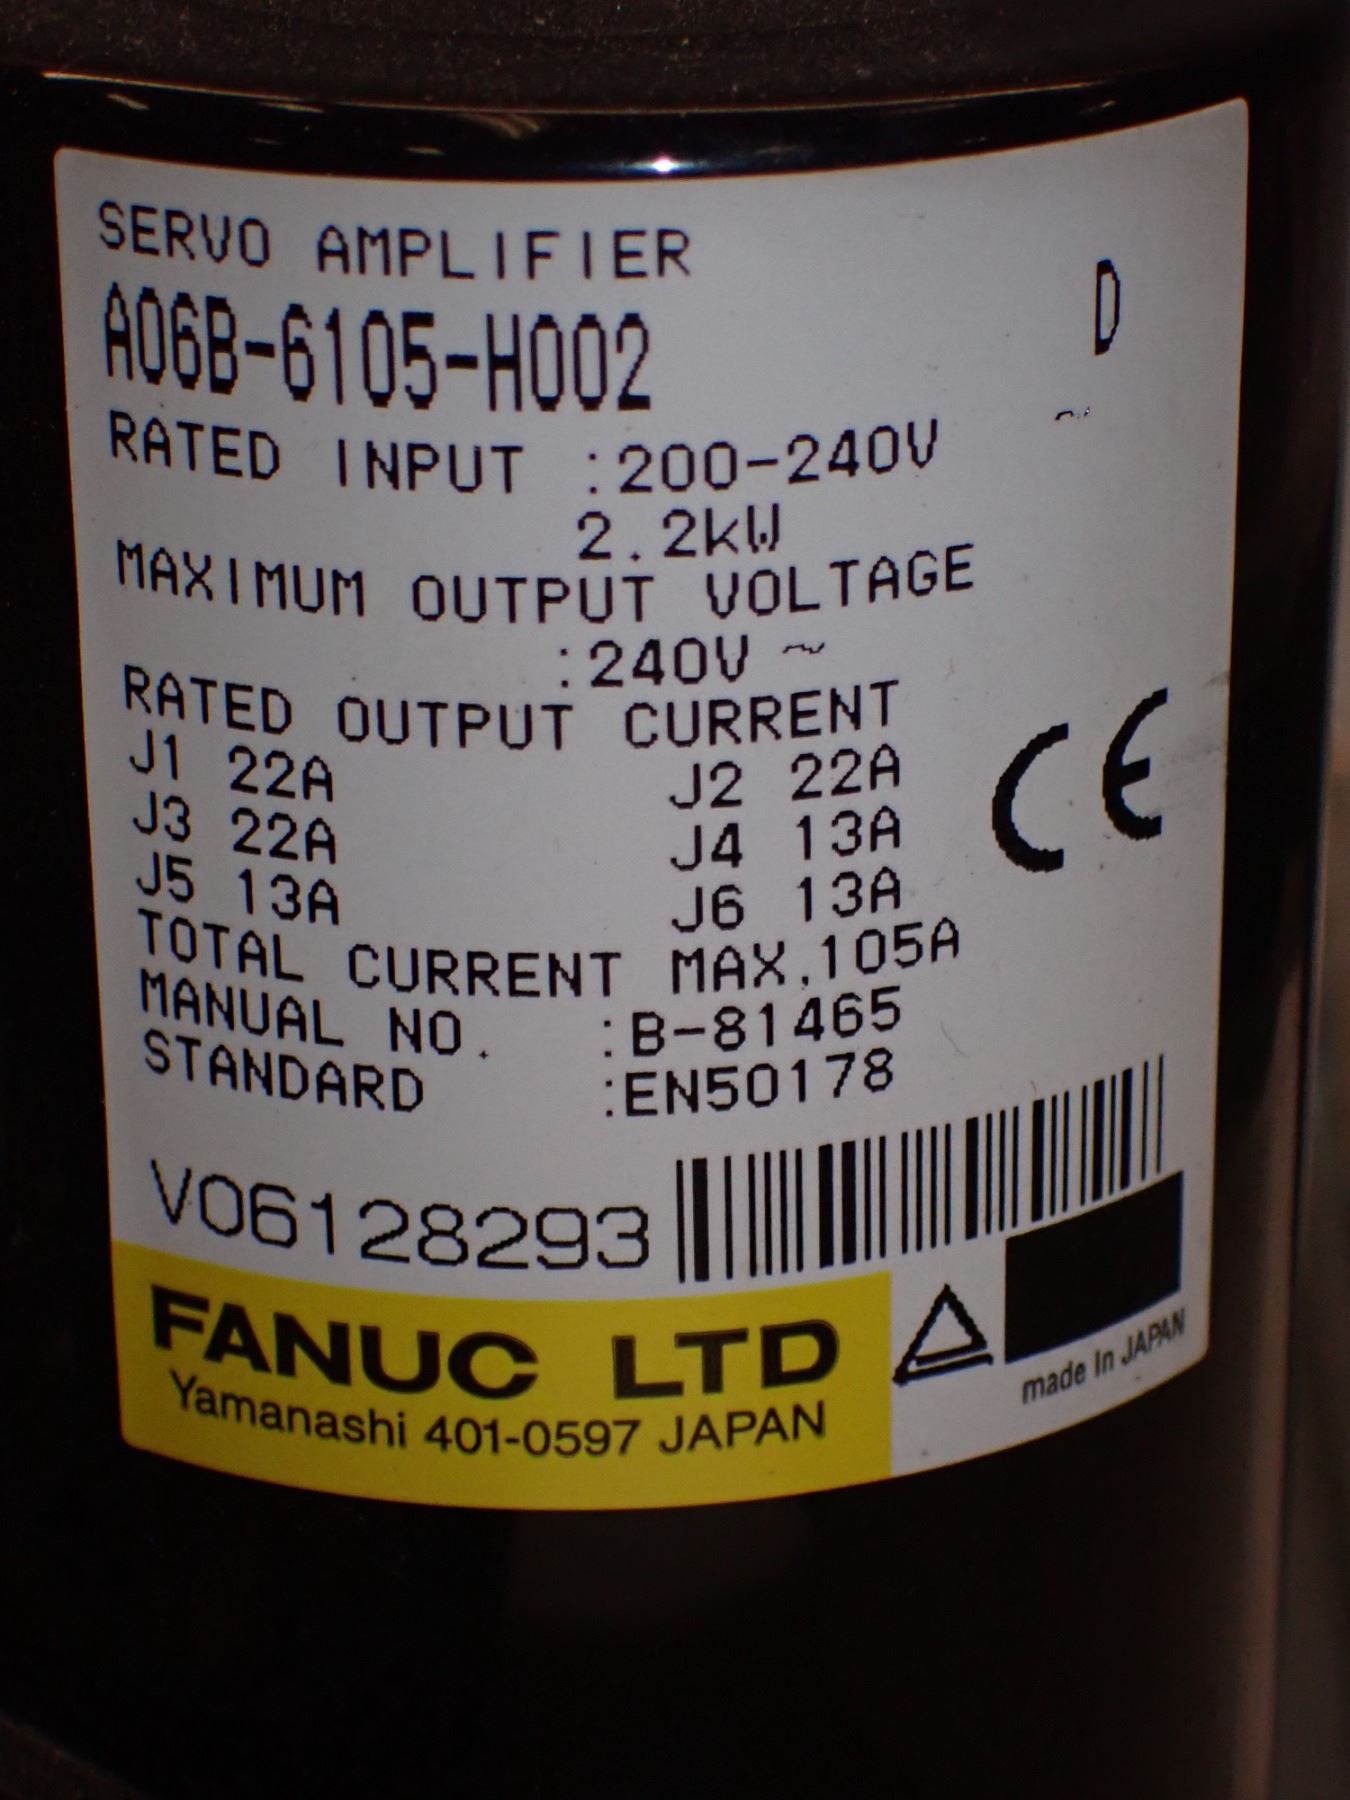 SERVO AMPLIFIER
A06B-6105-H002 D
RATED INPUT :200-240V ~
2.2kW
MAXIMUM OUTPUT VOLTAGE
:240V ~
RATED OUTPUT CURRENT
J1 22A J2 22A
J3 22A J4 13A
J5 13A J6 13A
CE
TOTAL CURRENT MAX.105A
MANUAL NO. :B-81465
STANDARD :EN50178
V06128293
FANUC LTD
Yamanashi 401-0597 JAPAN
made In JAPAN